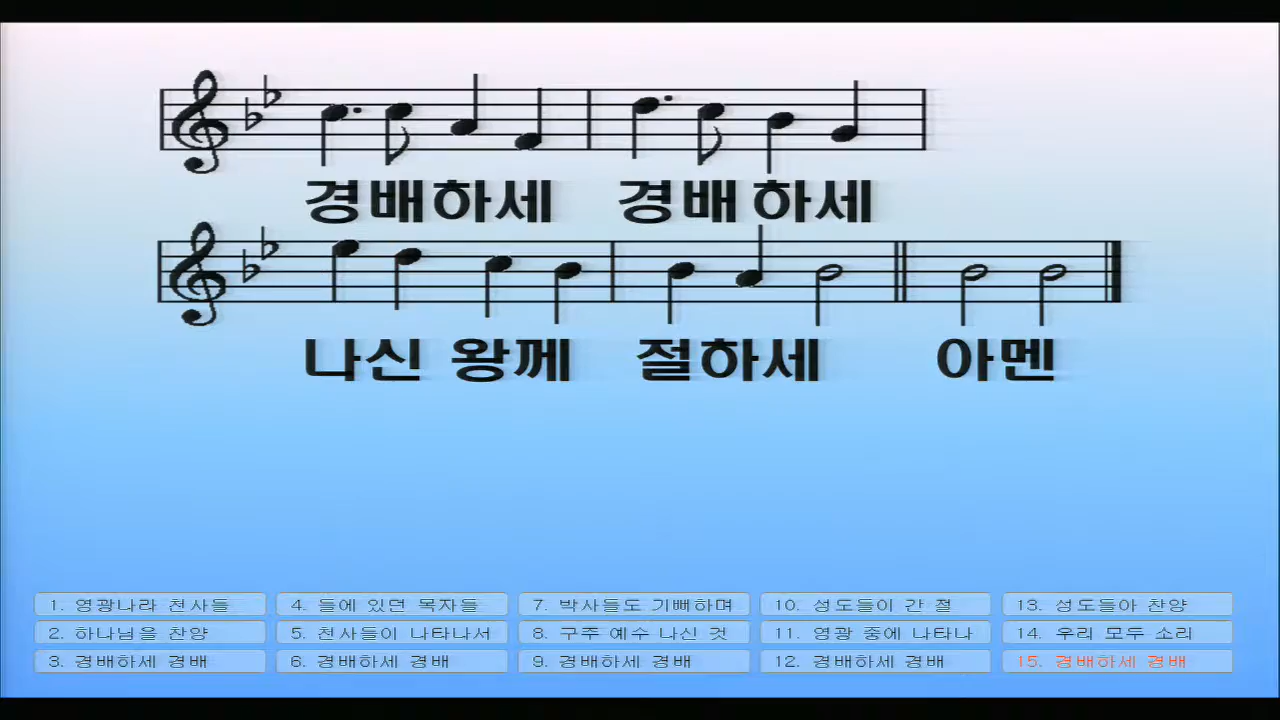 경배하세 경배하세
나신 왕께 절하세 아멘
1. 영광나라 천사들
2. 하나님을 찬양
3. 경배하세 경배
4. 들에 있던 목자들
5. 천사들이 나타나서
6. 경배하세 경배
7. 박사들도 기뻐하며
8. 구주 예수 나신 것
9. 경배하세 경배
10. 성도들이 간 절
11. 영광 중에 나타나
12. 경배하세 경배
13. 성도들아 찬양
14. 우리 모두 소리
15. 경배하세 경배